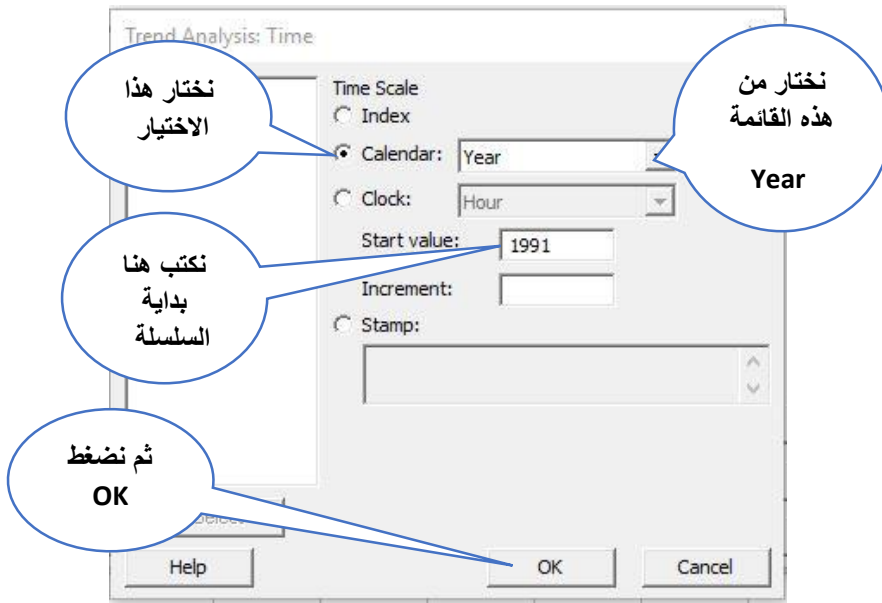 Trend Analysis: Time
نختار هذا
الاختيار
Time Scale
Index
Calendar:
Year
نختار من
هذه القائمة
Year
Clock:
Hour
Start value:
1991
نكتب هنا
بداية
السلسلة
Increment:
Stamp:
ثم نضغط
OK
Help
OK
Cancel